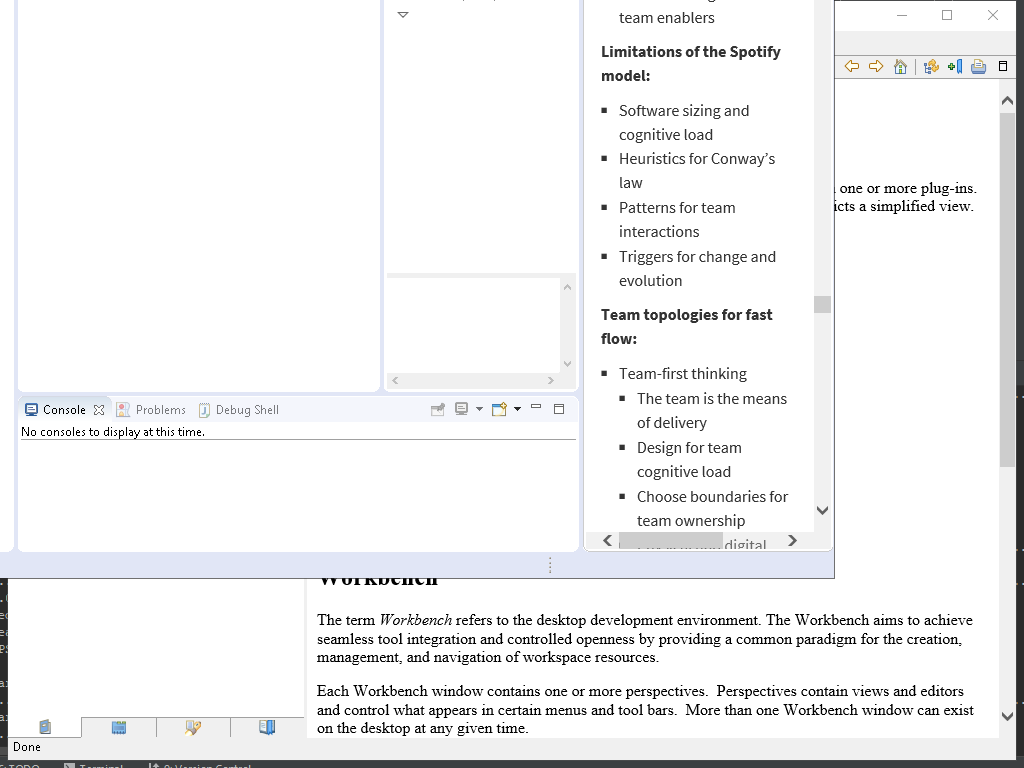 team enablers
Limitations of the Spotify
model:
Software sizing and
cognitive load
Heuristics for Conway's
law
Patterns for team
interactions
Triggers for change and
evolution
Team topologies for fast
flow:
Team-first thinking
The team is the means
of delivery
Design for team
cognitive load
Choose boundaries for
team ownership
digital
one or more plug-ins.
a simplified view.
Console
Problems
Debug Shell
No consoles to display at this time.
Workbench
The term Workbench refers to the desktop development environment. The Workbench aims to achieve
seamless tool integration and controlled openness by providing a common paradigm for the creation,
management, and navigation of workspace resources.
Each Workbench window contains one or more perspectives. Perspectives contain views and editors
and control what appears in certain menus and tool bars. More than one Workbench window can exist
on the desktop at any given time.
Done
TODO
Terminal
9: Version Control